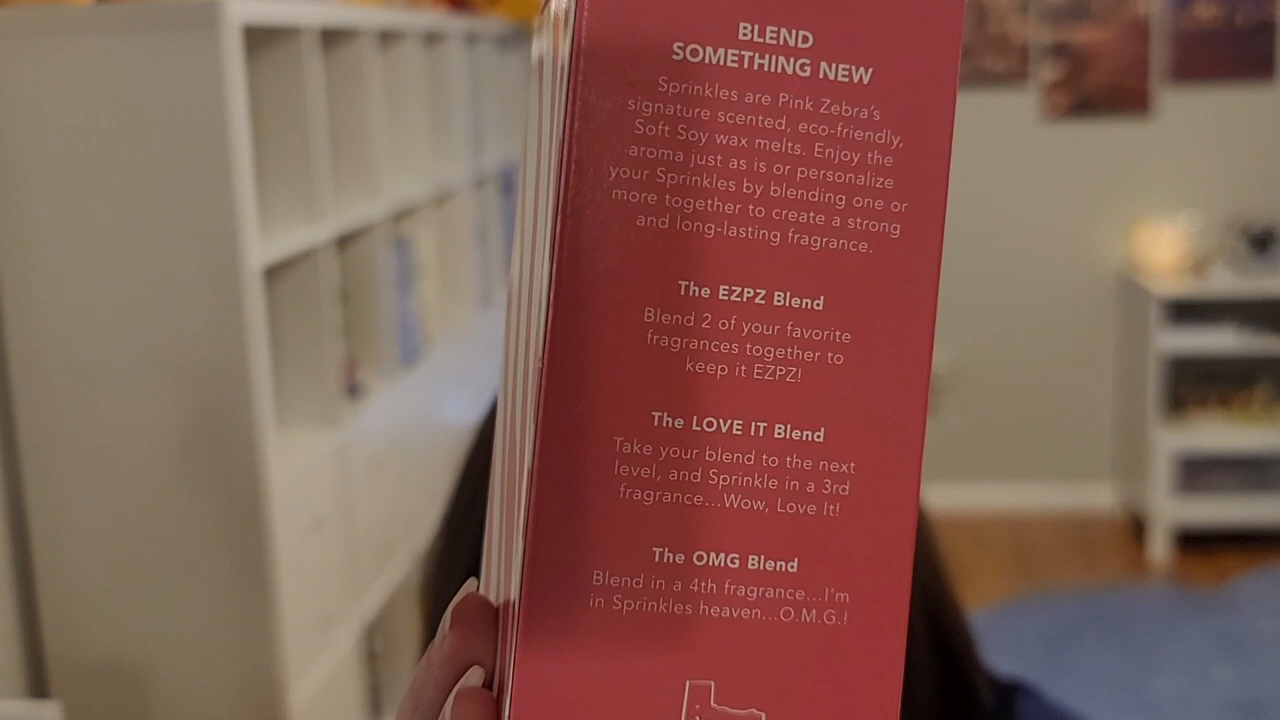 BLEND
SOMETHING NEW
Sprinkles are Pink Zebra's
signature scented, eco-friendly,
Soft Soy wax melts. Enjoy the
aroma just as is or personalize
your Sprinkles by blending one or
more together to create a strong
and long-lasting fragrance.
The EZPZ Blend
Blend 2 of your favorite
fragrances together to
keep it EZPZ!
The LOVE IT Blend
Take your blend to the next
level, and Sprinkle in a 3rd
fragrance...Wow, Love It!
The OMG Blend
Blend in a 4th fragrance...I'm
in Sprinkles heaven...O.M.G.!